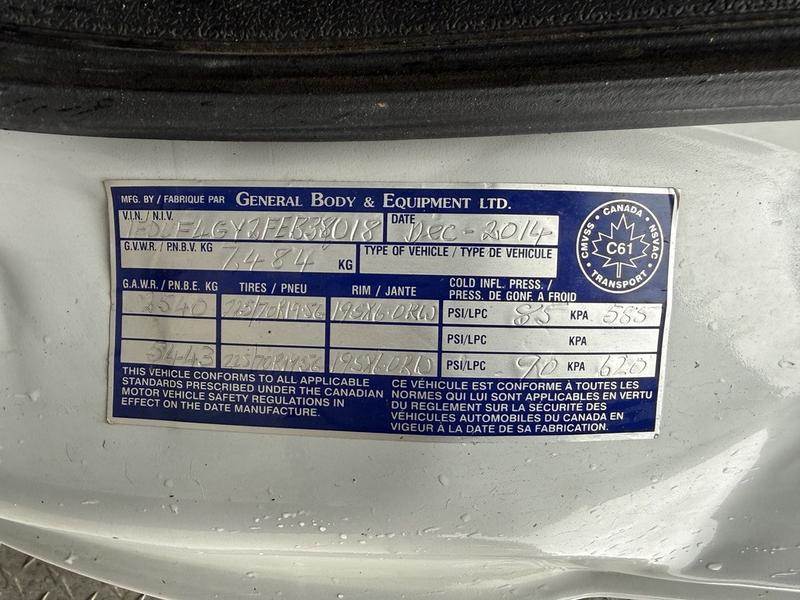 MFG. BY / FABRIQUE PAR GENERAL BODY & EQUIPMENT LTD.
V.I.N. / N.I.V. DATE Dec-2014
G.V.W.R. / P.N.B.V. KG 7484 KG TYPE OF VEHICLE / TYPE DE VÉHICULE
G.A.W.R. / P.N.B.E. KG TIRES / PNEU RIM / JANTE COLD INFL. PRESS. / PRESS. DE GONF. A FROID
2540 PSI/LPC 85 KPA 585
PSI/LPC KPA
5443 PSI/LPC 90 KPA 620
THIS VEHICLE CONFORMS TO ALL APPLICABLE
STANDARDS PRESCRIBED UNDER THE CANADIAN
MOTOR VEHICLE SAFETY REGULATIONS IN
EFFECT ON THE DATE MANUFACTURE.
CE VÉHICULE EST CONFORME À TOUTES LES
NORMES QUI LUI SONT APPLICABLES EN VERTU
DU REGLEMENT SUR LA SÉCURITÉ DES
VÉHICULES AUTOMOBILES DU CANADA EN
VIGEUR À LA DATE DE SA FABRICATION.
CANADA
CMVSS
NSVAC
C61
TRANSPORT